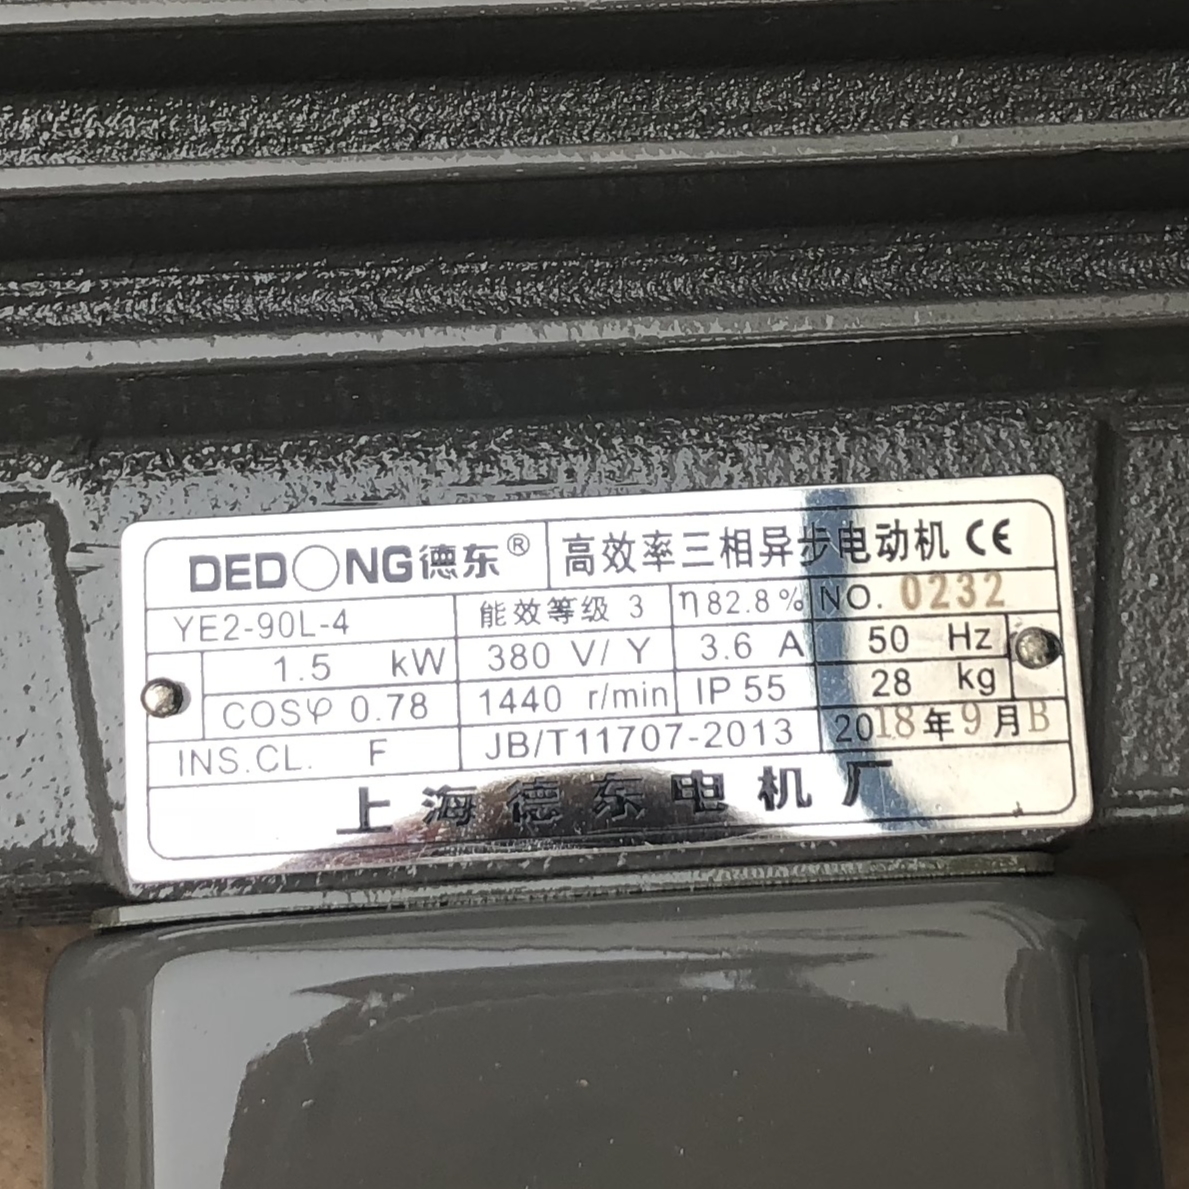 DEDONG德东® 高效率三相异步电动机 CE
YE2-90L-4 能效等级 3 η82.8% NO. 0232
1.5 kW 380 V/ Y 3.6 A 50 Hz
COSφ 0.78 1440 r/min IP 55 28 kg
INS.CL. F JB/T11707-2013 2018年9月B
上海德东电机厂